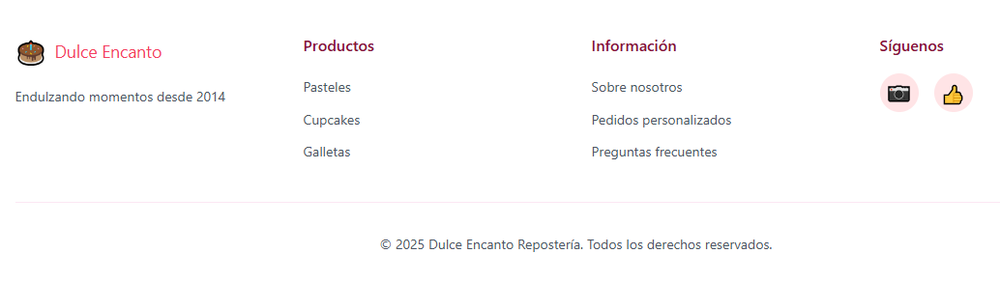 Dulce Encanto
Endulzando momentos desde 2014
Productos
Pasteles
Cupcakes
Galletas
Información
Sobre nosotros
Pedidos personalizados
Preguntas frecuentes
Síguenos
© 2025 Dulce Encanto Repostería. Todos los derechos reservados.